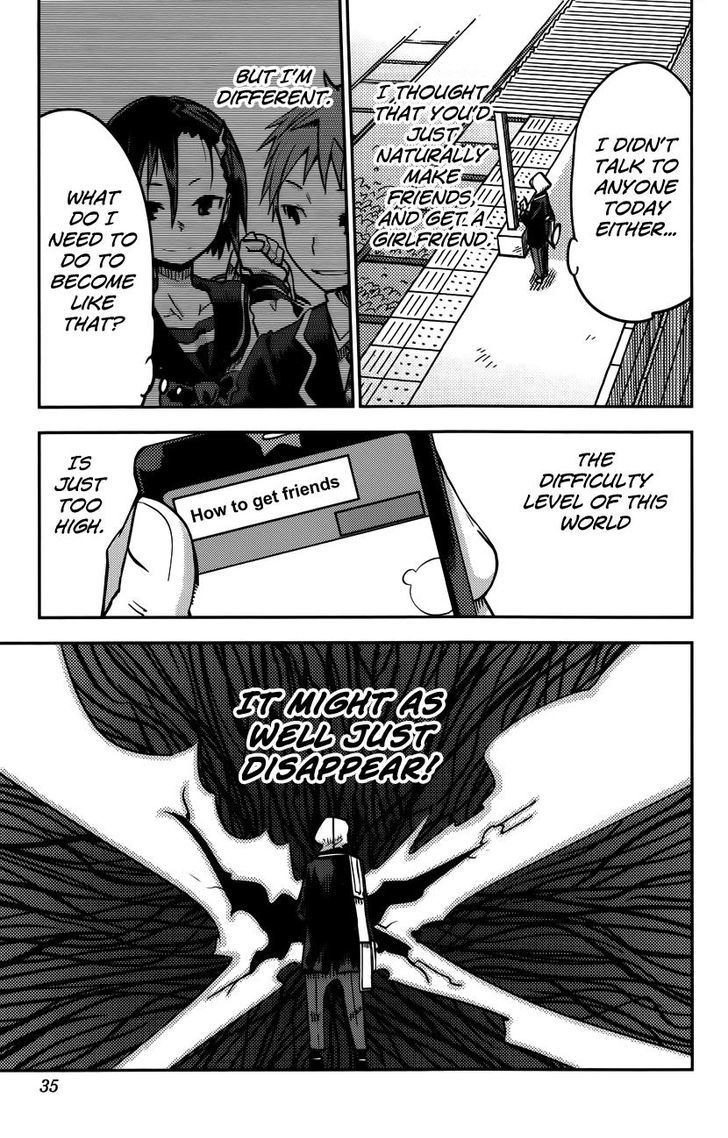 I DIDN'T
TALK TO
ANYONE
TODAY
EITHER...
I THOUGHT
THAT YOU'D
JUST
NATURALLY
MAKE
FRIENDS,
AND GET A
GIRLFRIEND.
BUT I'M
DIFFERENT.
WHAT
DO I
NEED TO
DO TO
BECOME
LIKE
THAT?
THE
DIFFICULTY
LEVEL OF THIS
WORLD
How to get friends
IS
JUST
TOO
HIGH.
IT MIGHT AS
WELL JUST
DISAPPEAR!
35